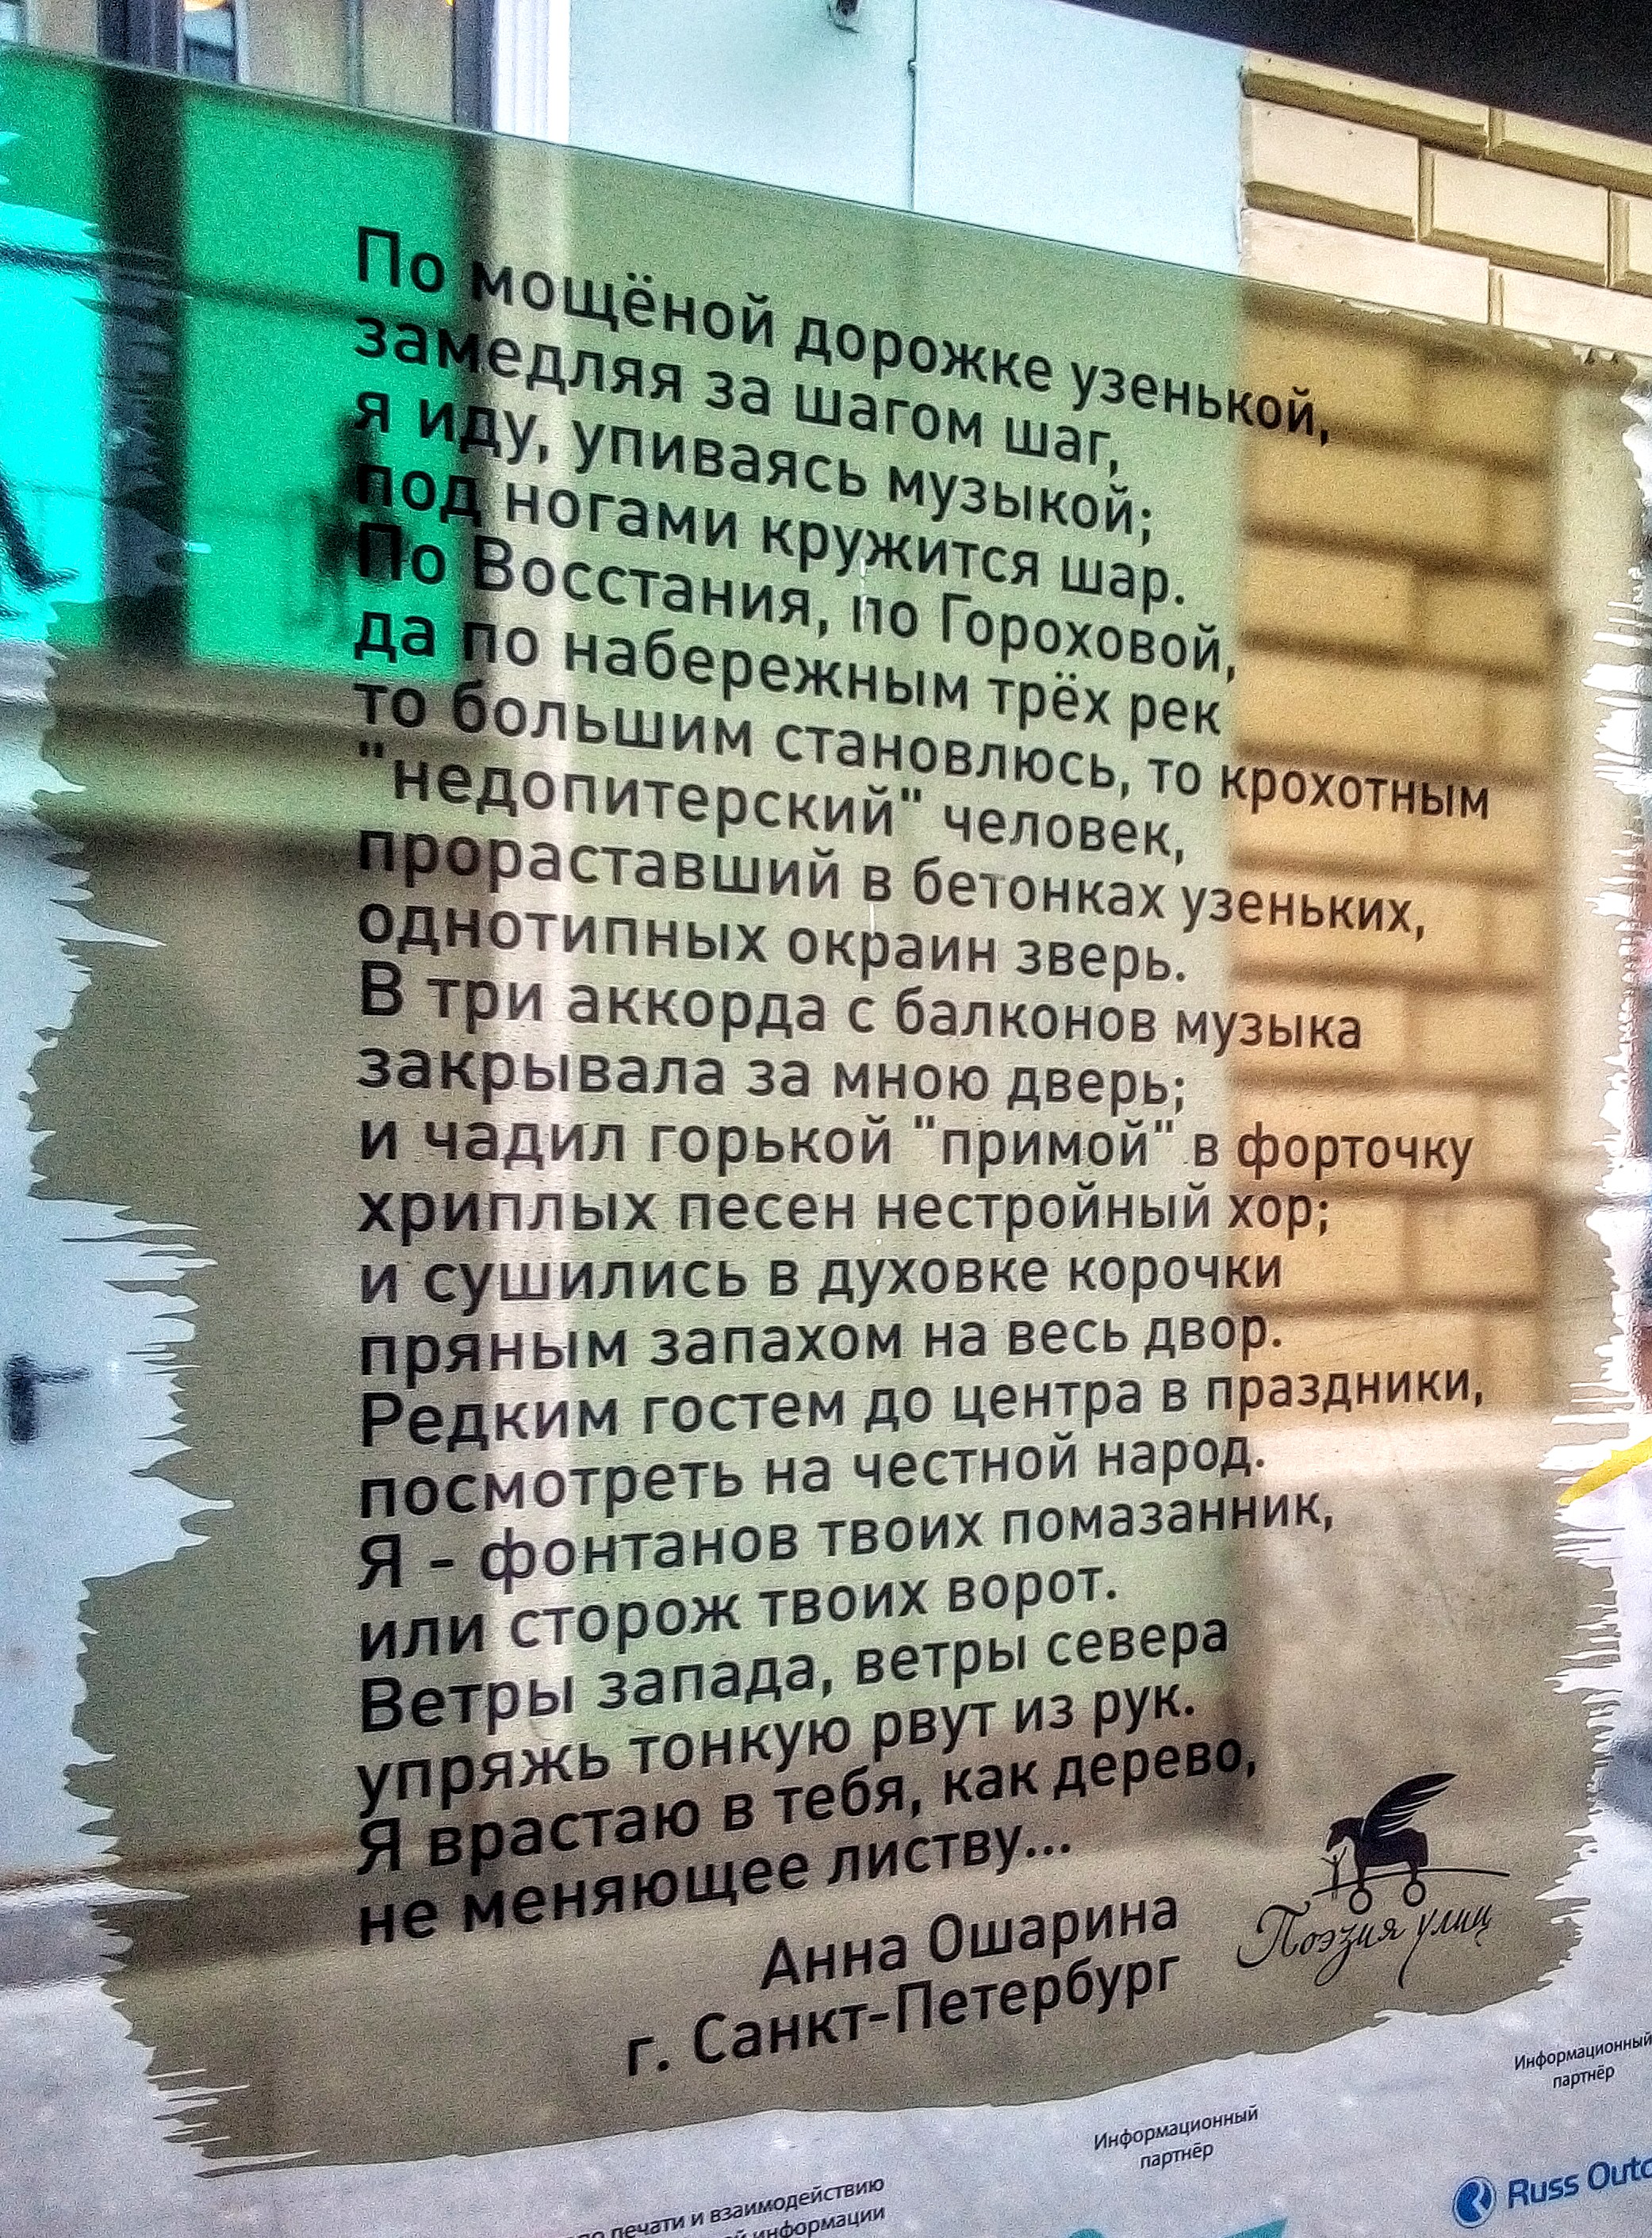 По мощёной дорожке узенькой,
замедляя за шагом шаг,
я иду, упиваясь музыкой;
под ногами кружится шар.
По Восстания, по Гороховой,
да по набережным трёх рек
то большим становлюсь, то крохотным
"недопитерский" человек,
прораставший в бетонках узеньких,
однотипных окраин зверь.
В три аккорда с балконов музыка
закрывала за мною дверь;
и чадил горькой "примой" в форточку
хриплых песен нестройный хор;
и сушились в духовке корочки
пряным запахом на весь двор.
Редким гостем до центра в праздники,
посмотреть на честной народ.
Я - фонтанов твоих помазанник,
или сторож твоих ворот.
Ветры запада, ветры севера
упряжь тонкую рвут из рук.
Я врастаю в тебя, как дерево,
не меняющее листву...
Анна Ошарина
г. Санкт-Петербург
Поэзия улиц
Информационный
партнёр
Информационный
партнёр
Russ
по печати и взаимодействию
информации